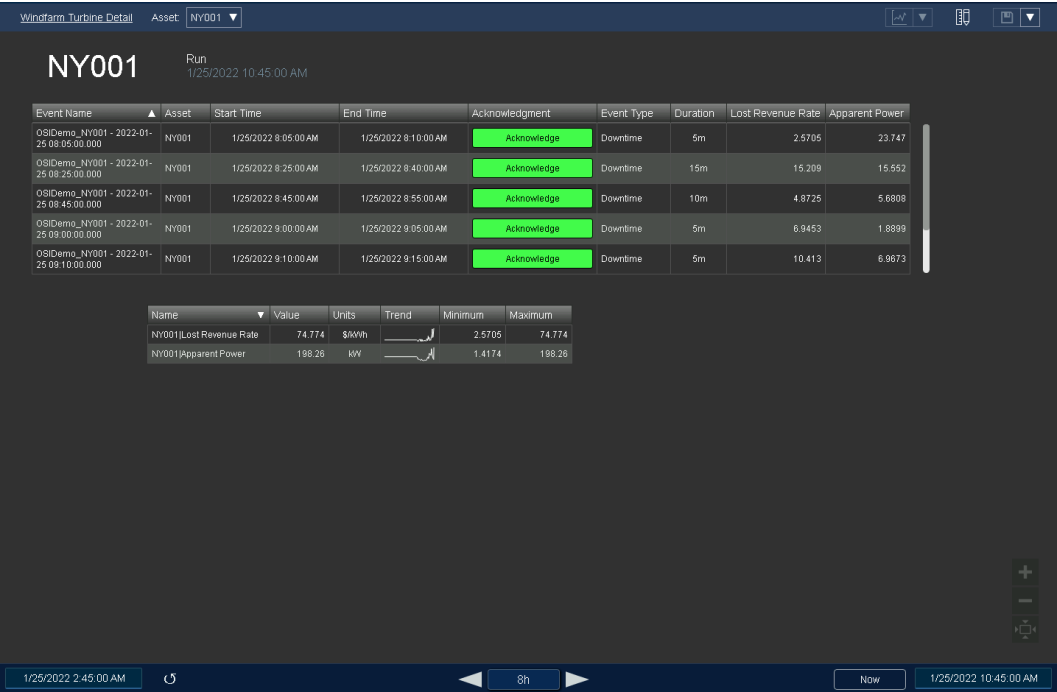 Windfarm Turbine Detail Asset: NY001 ▼
NY001
Run
1/25/2022 10:45:00 AM
Event Name ▲ Asset Start Time End Time Acknowledgment Event Type Duration Lost Revenue Rate Apparent Power
OSIDemo_NY001 - 2022-01-
25 08:05:00.000 NY001 1/25/2022 8:05:00 AM 1/25/2022 8:10:00 AM Acknowledge Downtime 5m 2.5705 23.747
OSIDemo_NY001 - 2022-01-
25 08:25:00.000 NY001 1/25/2022 8:25:00 AM 1/25/2022 8:40:00 AM Acknowledge Downtime 15m 15.209 15.552
OSIDemo_NY001 - 2022-01-
25 08:45:00.000 NY001 1/25/2022 8:45:00 AM 1/25/2022 8:55:00 AM Acknowledge Downtime 10m 4.8725 5.6808
OSIDemo_NY001 - 2022-01-
25 09:00:00.000 NY001 1/25/2022 9:00:00 AM 1/25/2022 9:05:00 AM Acknowledge Downtime 5m 6.9453 1.8899
OSIDemo_NY001 - 2022-01-
25 09:10:00.000 NY001 1/25/2022 9:10:00 AM 1/25/2022 9:15:00 AM Acknowledge Downtime 5m 10.413 6.9673
Name ▼ Value Units Trend Minimum Maximum
NY001|Lost Revenue Rate 74.774 $/kWh 2.5705 74.774
NY001|Apparent Power 198.26 kW 1.4174 198.26
1/25/2022 2:45:00 AM 8h Now 1/25/2022 10:45:00 AM